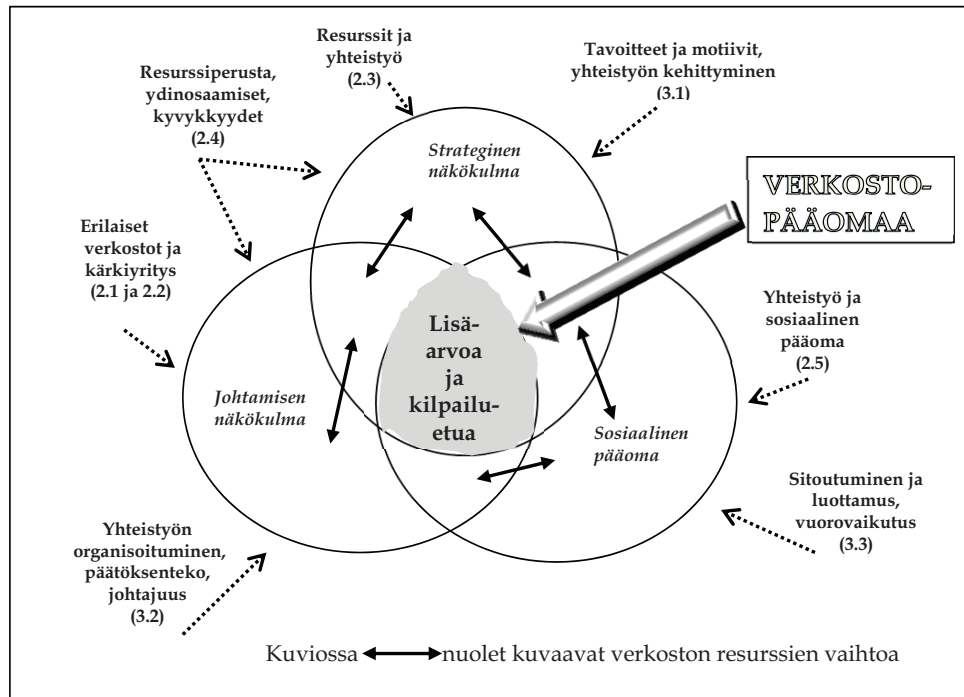 Resurssit ja
yhteistyö
(2.3)
Tavoitteet ja motiivit,
yhteistyön kehittyminen
(3.1)
Resurssiperusta,
ydinosaamiset,
kyvykkyydet
(2.4)
Strateginen
näkökulma
VERKOSTO-
PÄÄOMAA
Erilaiset
verkostot ja
kärkiyritys
(2.1 ja 2.2)
Yhteistyö ja
sosiaalinen
pääoma
(2.5)
Lisä-
arvoa
ja
kilpailu-
etua
Johtamisen
näkökulma
Sosiaalinen
pääoma
Sitoutuminen ja
luottamus,
vuorovaikutus
(3.3)
Yhteistyön
organisoituminen,
päätöksenteko,
johtajuus
(3.2)
Kuviossa nuolet kuvaavat verkoston resurssien vaihtoa